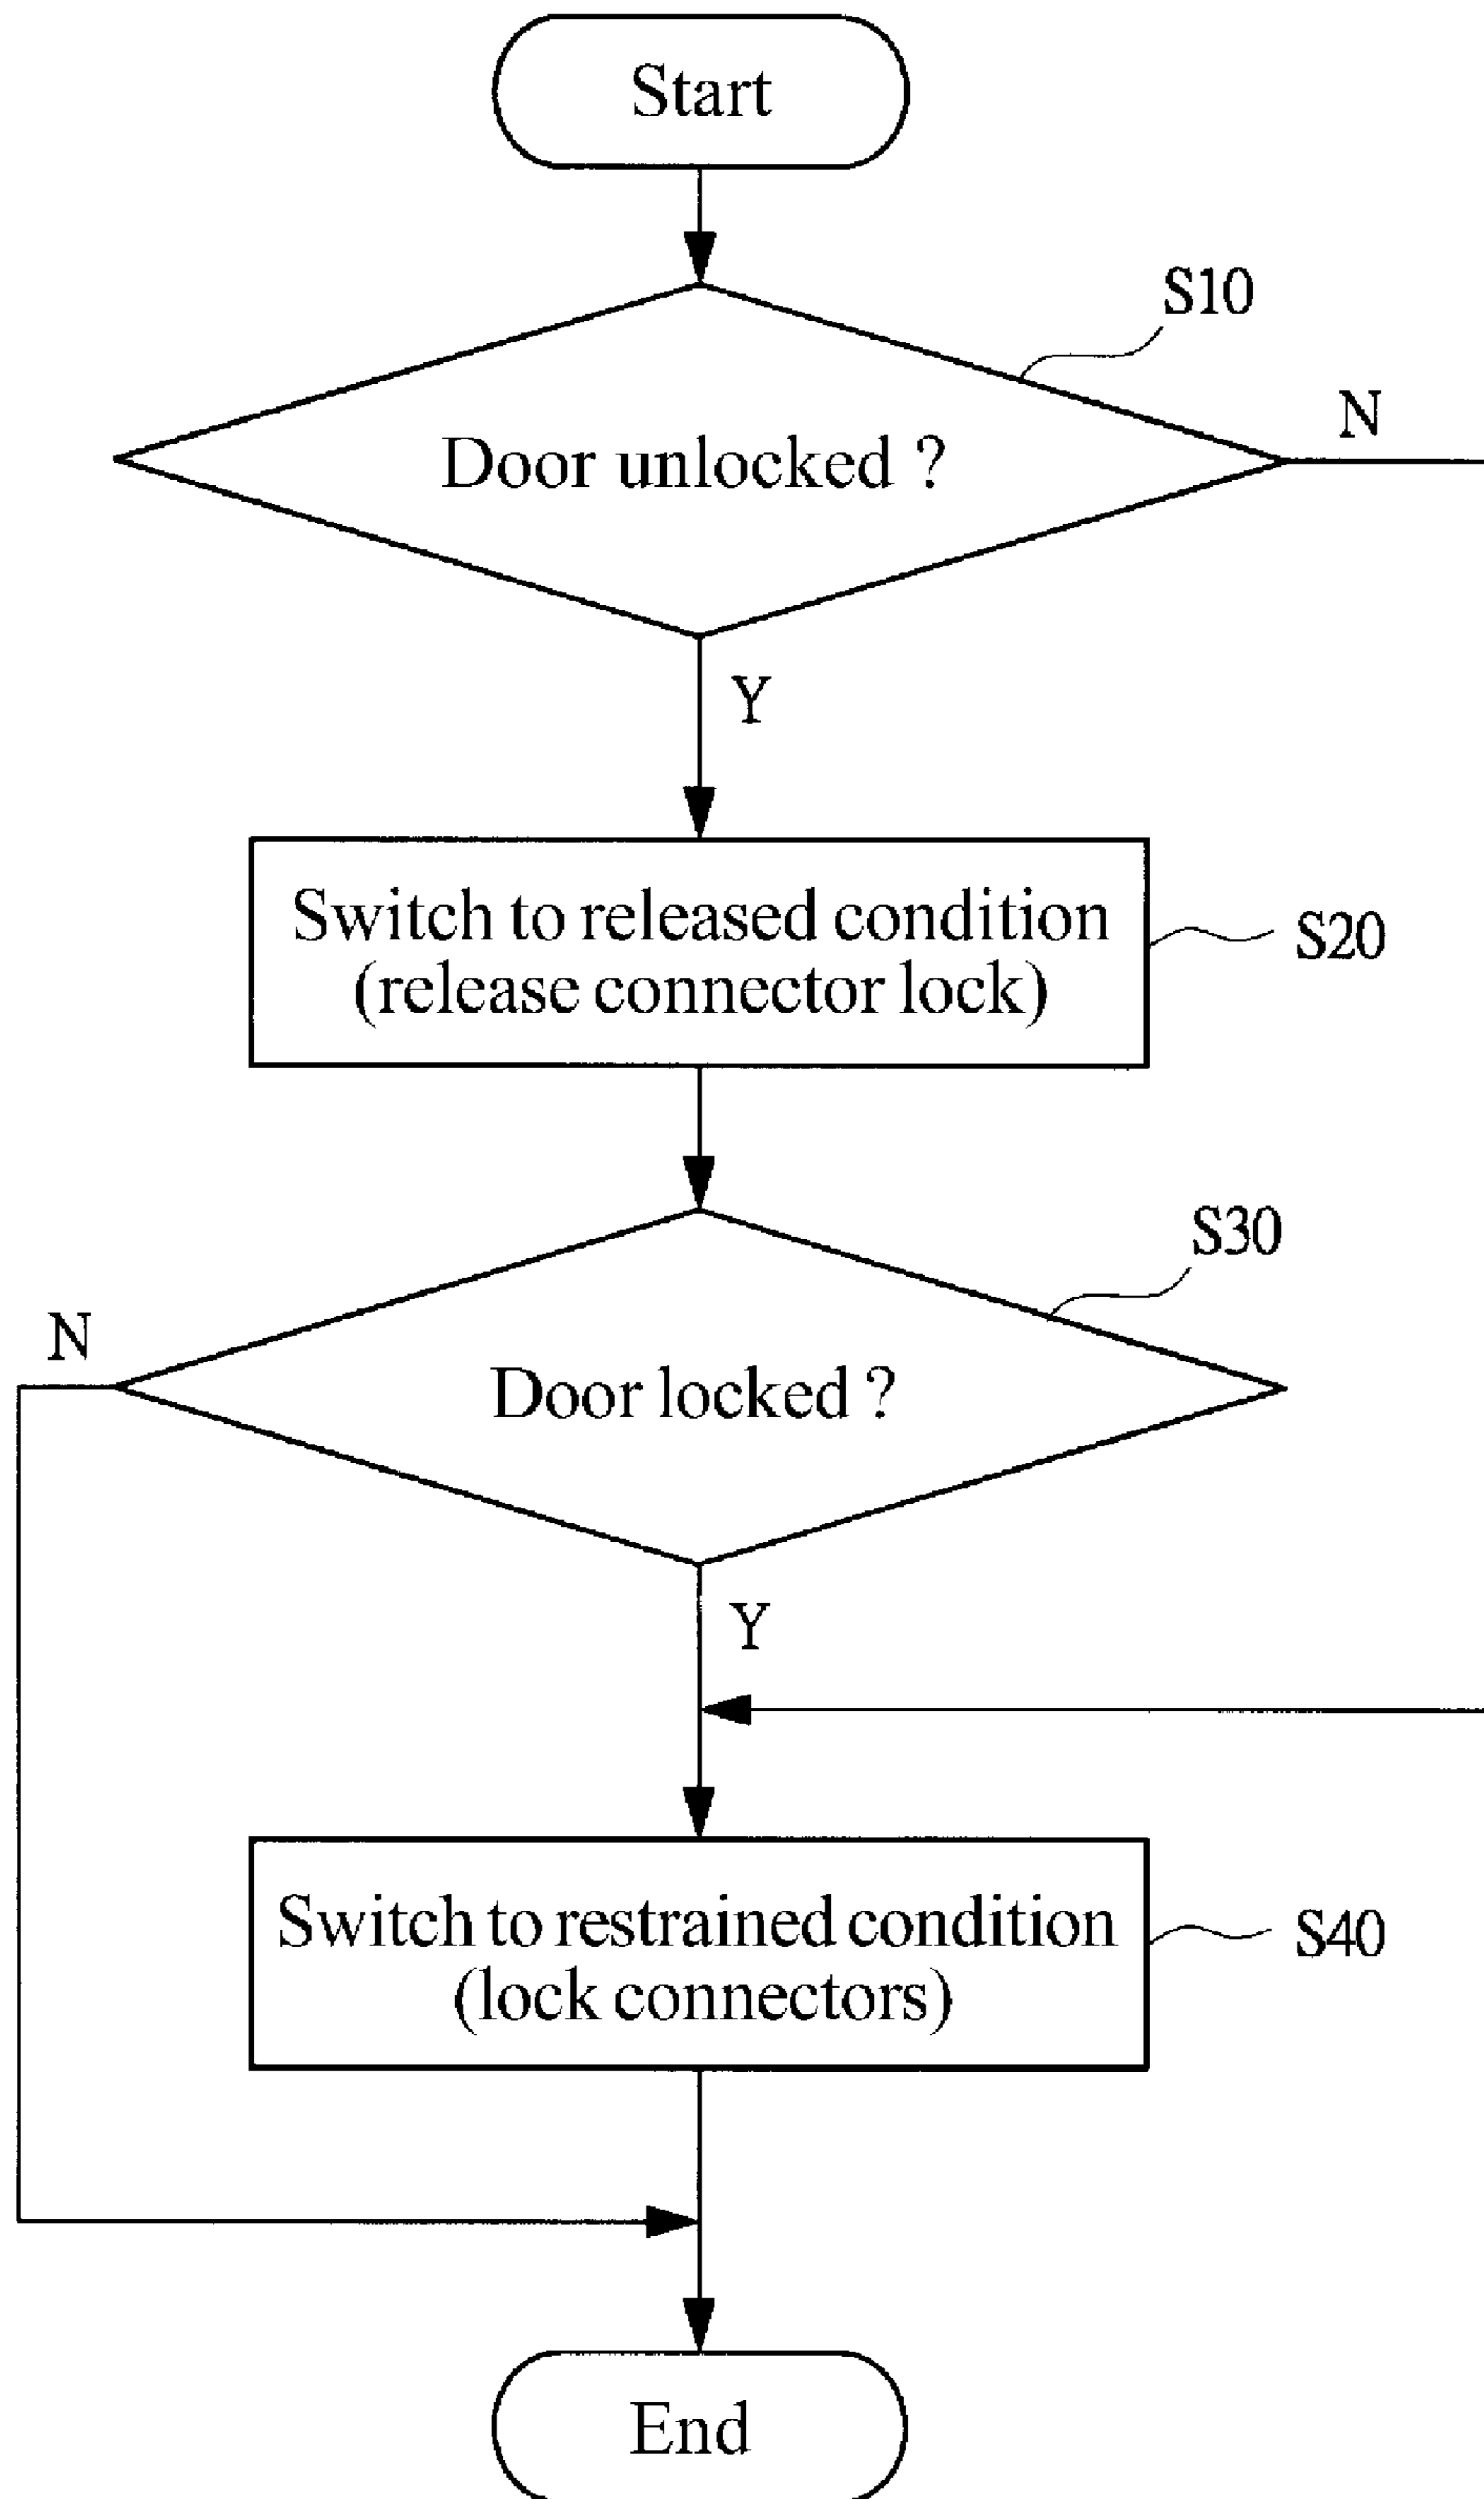 Start
S10
N
Door unlocked ?
Y
Switch to released condition
(release connector lock)
S20
S30
N
Door locked ?
Y
Switch to restrained condition
(lock connectors)
S40
End